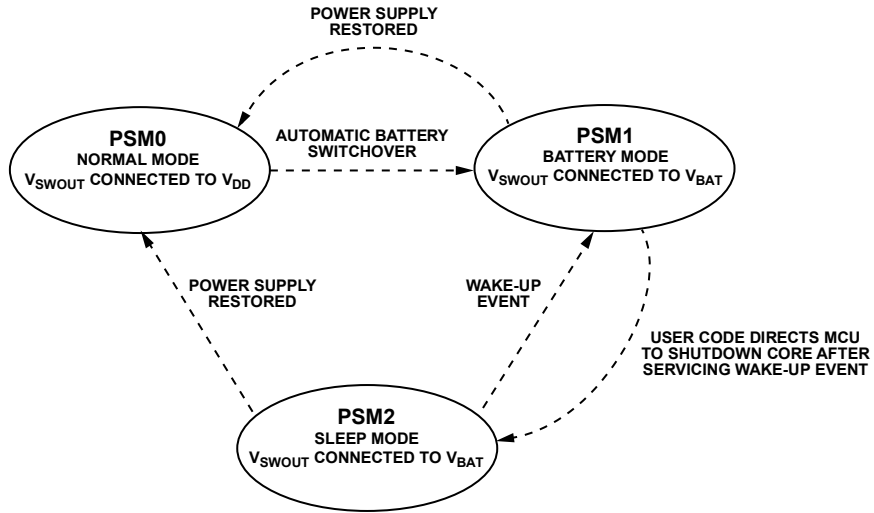 POWER SUPPLY
RESTORED
PSM0
NORMAL MODE
VSWOUT CONNECTED TO VDD
AUTOMATIC BATTERY
SWITCHOVER
PSM1
BATTERY MODE
VSWOUT CONNECTED TO VBAT
POWER SUPPLY
RESTORED
WAKE-UP
EVENT
USER CODE DIRECTS MCU
TO SHUTDOWN CORE AFTER
SERVICING WAKE-UP EVENT
PSM2
SLEEP MODE
VSWOUT CONNECTED TO VBAT